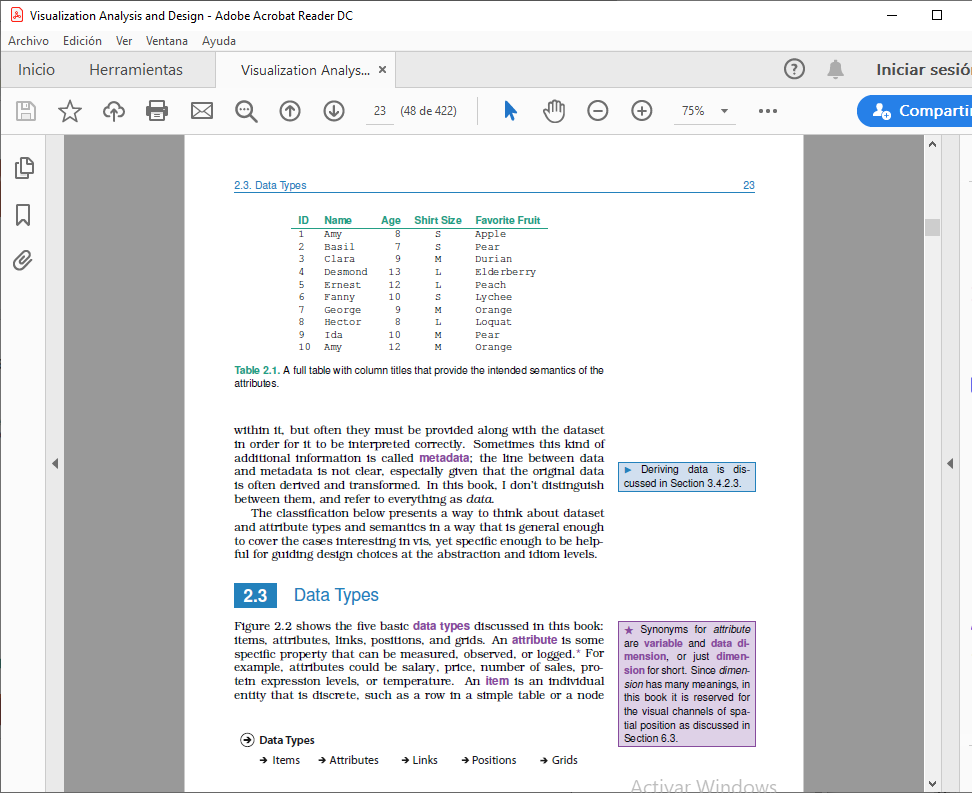 Visualization Analysis and Design - Adobe Acrobat Reader DC
Archivo Edición Ver Ventana Ayuda
Inicio Herramientas Visualization Analys... × Iniciar sesió
23 (48 de 422) 75% Compartir
2.3. Data Types 23
ID Name Age Shirt Size Favorite Fruit
1 Amy 8 S Apple
2 Basil 7 S Pear
3 Clara 9 M Durian
4 Desmond 13 L Elderberry
5 Ernest 12 L Peach
6 Fanny 10 S Lychee
7 George 9 M Orange
8 Hector 8 L Loquat
9 Ida 10 M Pear
10 Amy 12 M Orange
Table 2.1. A full table with column titles that provide the intended semantics of the
attributes.
within it, but often they must be provided along with the dataset
in order for it to be interpreted correctly. Sometimes this kind of
additional information is called metadata; the line between data
and metadata is not clear, especially given that the original data
is often derived and transformed. In this book, I don't distinguish
between them, and refer to everything as data.
► Deriving data is dis-
cussed in Section 3.4.2.3.
The classification below presents a way to think about dataset
and attribute types and semantics in a way that is general enough
to cover the cases interesting in vis, yet specific enough to be help-
ful for guiding design choices at the abstraction and idiom levels.
2.3 Data Types
Figure 2.2 shows the five basic data types discussed in this book:
items, attributes, links, positions, and grids. An attribute is some
specific property that can be measured, observed, or logged.* For
example, attributes could be salary, price, number of sales, pro-
tein expression levels, or temperature. An item is an individual
entity that is discrete, such as a row in a simple table or a node
★ Synonyms for attribute
are variable and data di-
mension, or just dimen-
sion for short. Since dimen-
sion has many meanings, in
this book it is reserved for
the visual channels of spa-
tial position as discussed in
Section 6.3.
Data Types
→ Items → Attributes → Links → Positions → Grids
Activar Windows